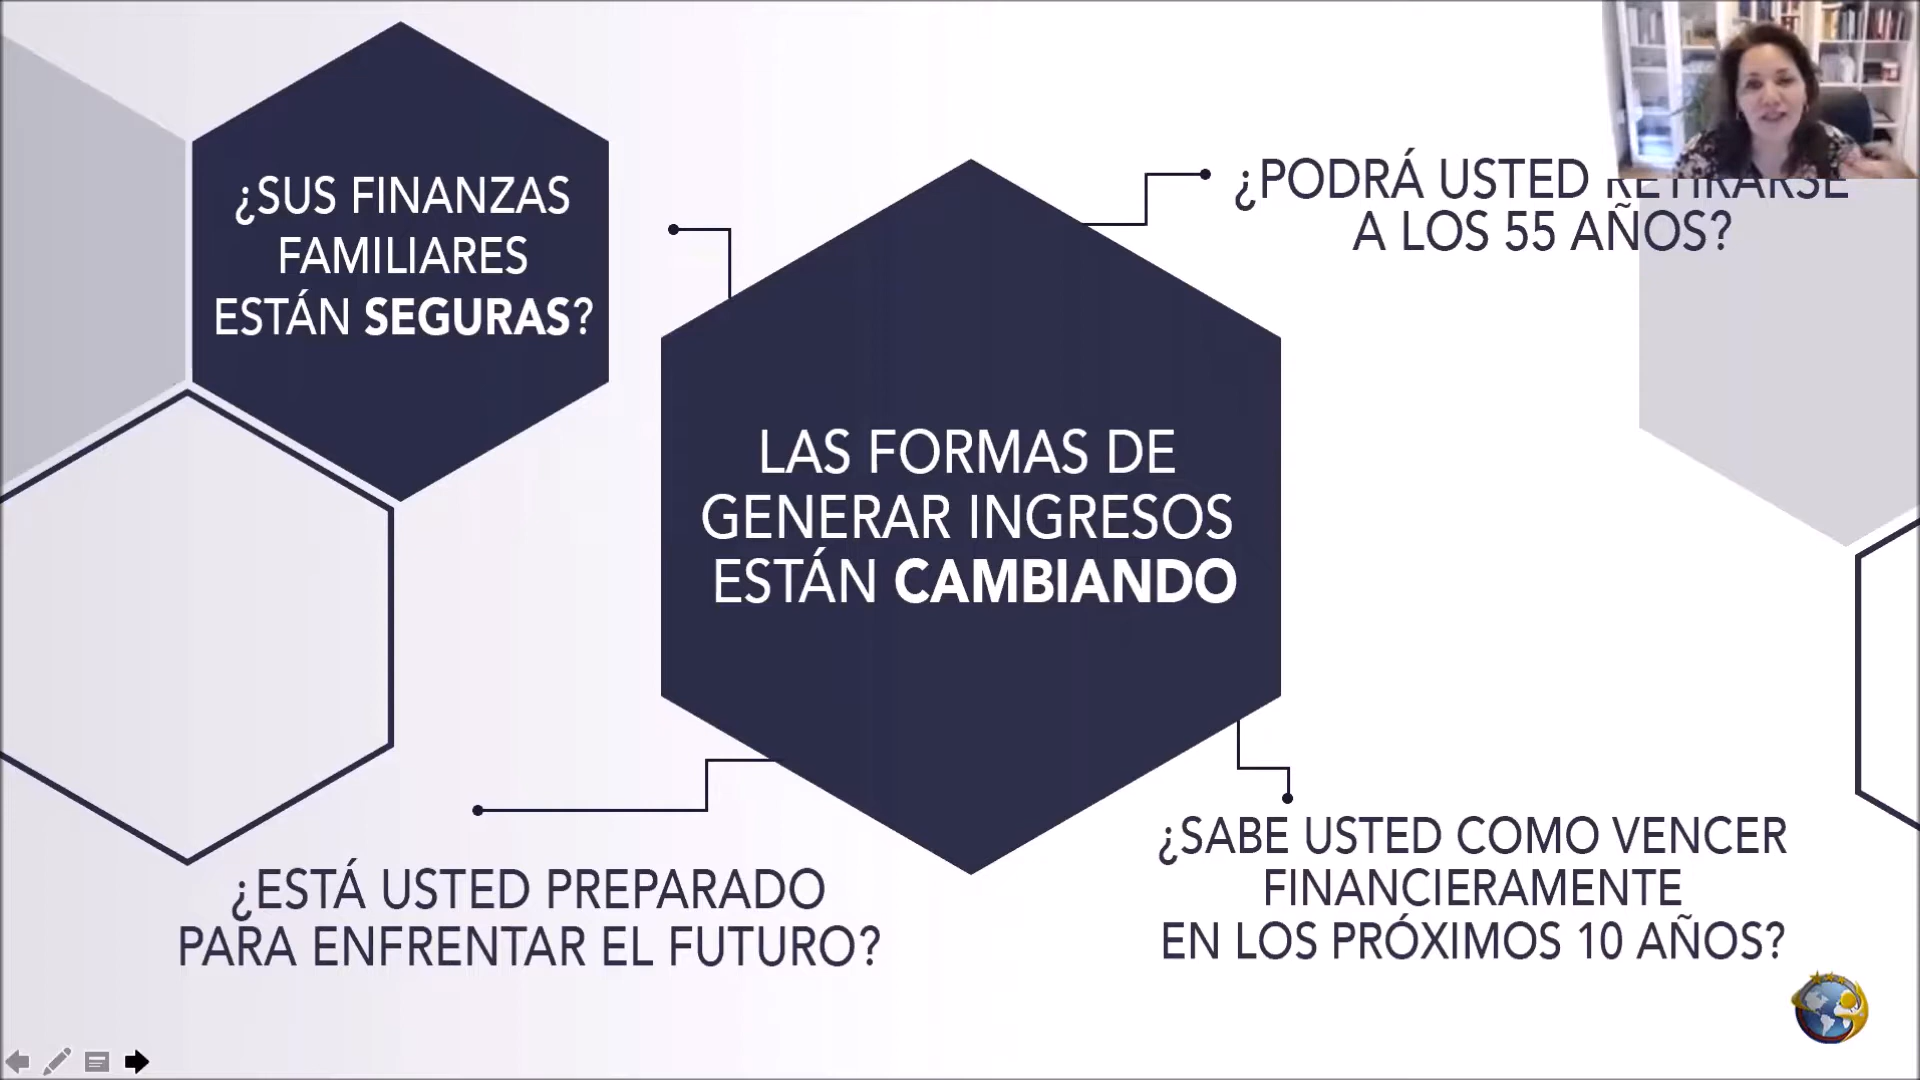 ¿SUS FINANZAS
FAMILIARES
ESTÁN SEGURAS?
¿PODRÁ USTED RETIRARSE
A LOS 55 AÑOS?
LAS FORMAS DE
GENERAR INGRESOS
ESTÁN CAMBIANDO
¿ESTÁ USTED PREPARADO
PARA ENFRENTAR EL FUTURO?
¿SABE USTED COMO VENCER
FINANCIERAMENTE
EN LOS PRÓXIMOS 10 AÑOS?